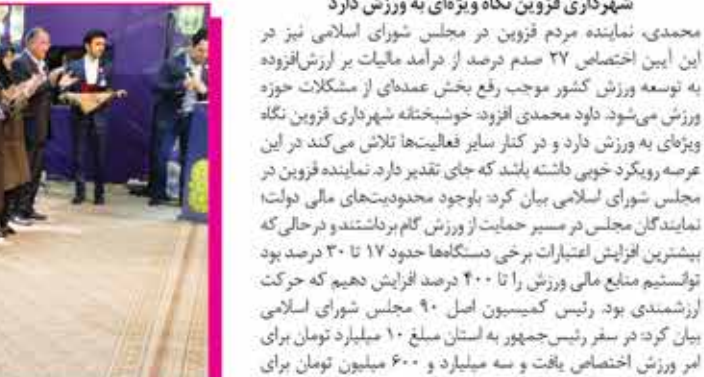 شهرداری قزوین نگاه ویژه‌ای به ورزش دارد
محمدی، نماینده مردم قزوین در مجلس شورای اسلامی نیز در
این آیین اختصاص ۲۷ صدم درصد از درآمد مالیات بر ارزش‌افزوده
به توسعه ورزش کشور موجب رفع بخش عمده‌ای از مشکلات حوزه
ورزش می‌شود. داود محمدی افزود: خوشبختانه شهرداری قزوین نگاه
ویژه‌ای به ورزش دارد و در کنار سایر فعالیت‌ها تلاش می‌کند در این
عرصه رویکرد خوبی داشته باشد که جای تقدیر دارد. نماینده قزوین در
مجلس شورای اسلامی بیان کرد: باوجود محدودیت‌های مالی دولت؛
نمایندگان مجلس در مسیر حمایت از ورزش گام برداشتند و در حالی که
بیشترین افزایش اعتبارات برخی دستگاه‌ها حدود ۱۷ تا ۳۰ درصد بود
توانستیم منابع مالی ورزش را تا ۴۰۰ درصد افزایش دهیم که حرکت
ارزشمندی بود. رئیس کمیسیون اصل ۹۰ مجلس شورای اسلامی
بیان کرد: در سفر رئیس‌جمهور به استان مبلغ ۱۰ میلیارد تومان برای
امر ورزش اختصاص یافت و سه میلیارد و ۶۰۰ میلیون تومان برای